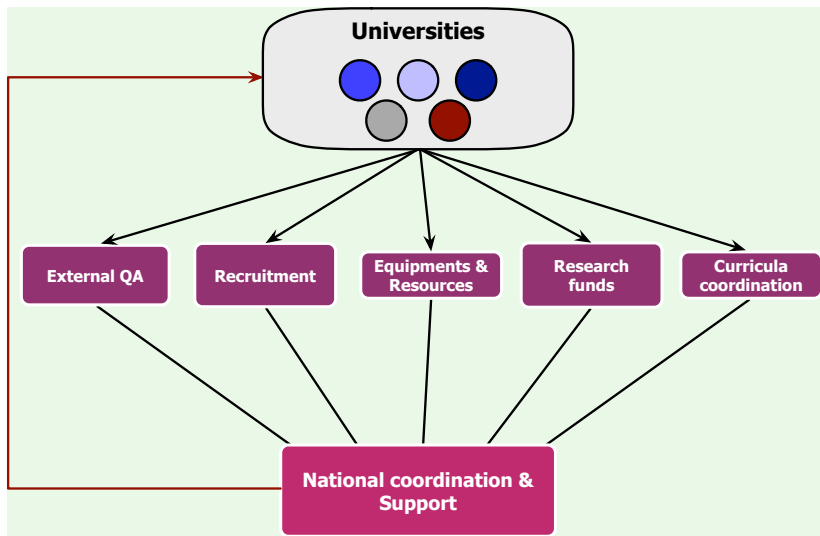 Universities
External QA
Recruitment
Equipments &
Resources
Research
funds
Curricula
coordination
National coordination &
Support